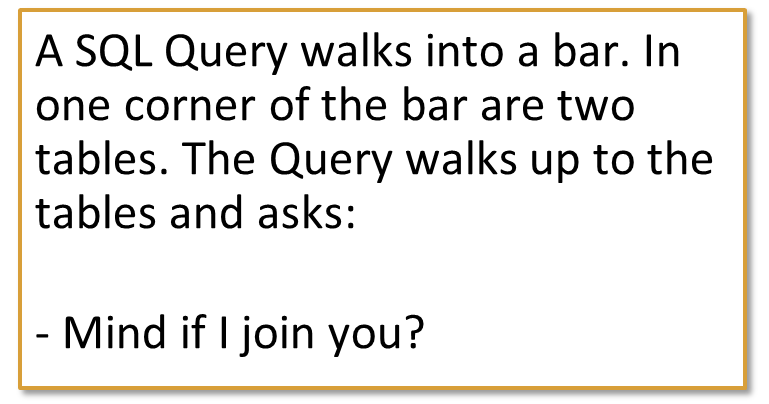 A SQL Query walks into a bar. In
one corner of the bar are two
tables. The Query walks up to the
tables and asks:
- Mind if I join you?